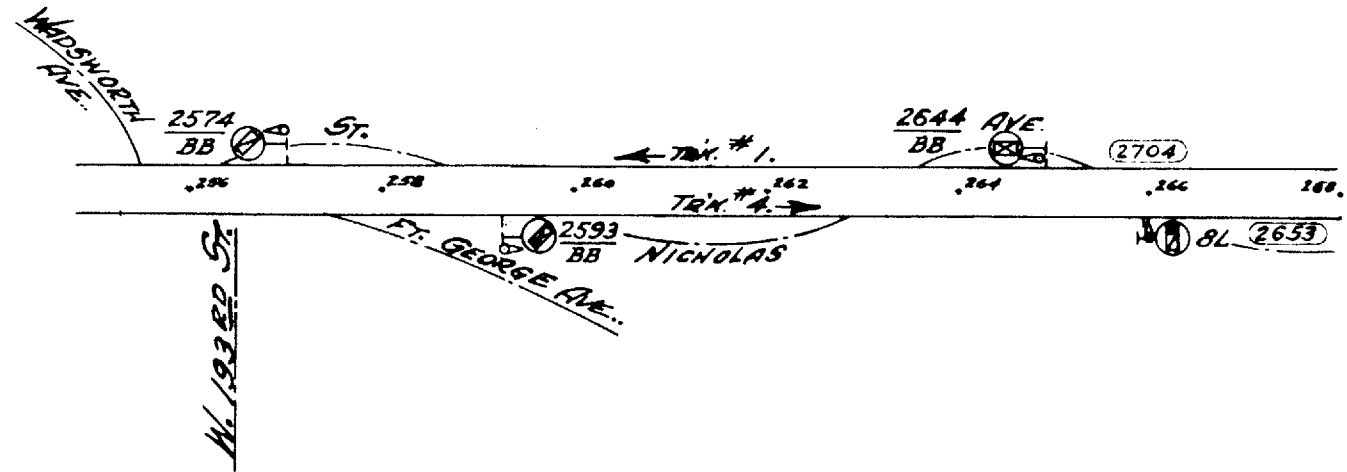 WADSWORTH
AVE.
2574
BB
ST.
← TRK. #1.
2644
BB
AVE.
2704
.256
.258
.260
.262
.264
.266
268.
TRK. #4. →
W. 193RD ST.
FT. GEORGE AVE..
2593
BB
NICHOLAS
BL
2653